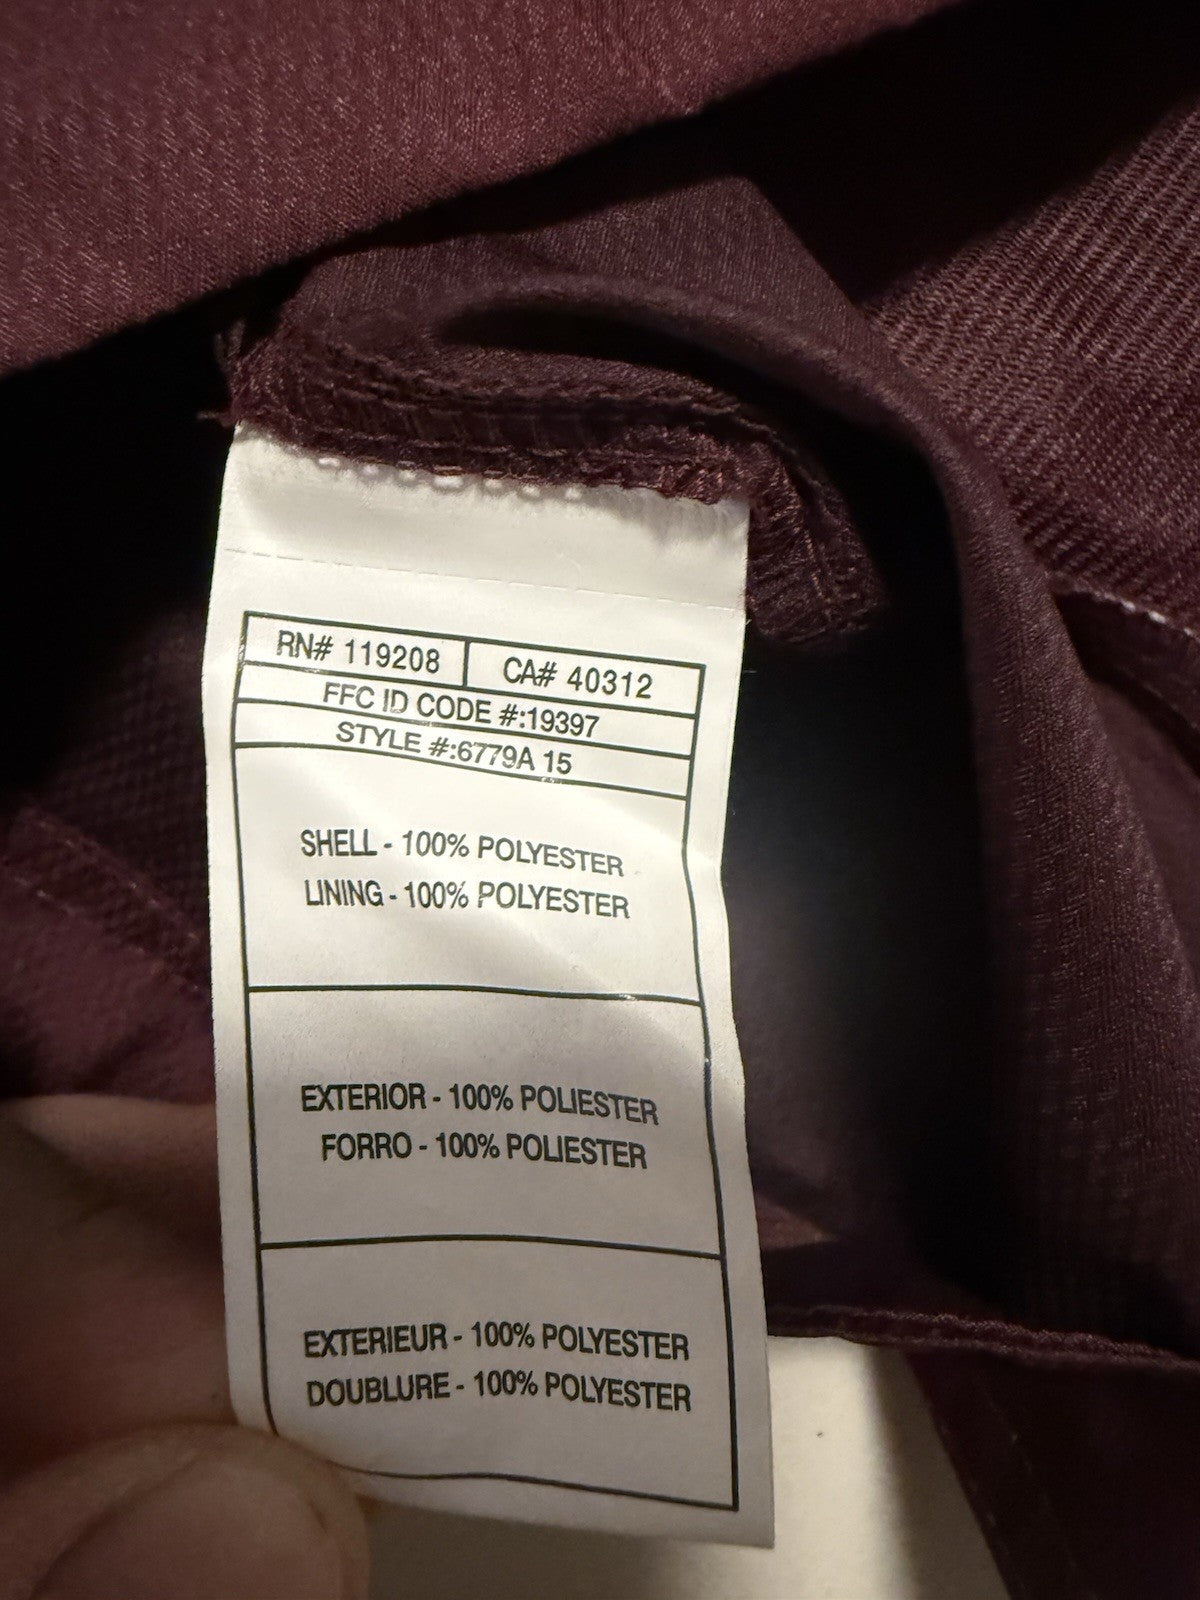 RN# 119208 CA# 40312
FFC ID CODE #:19397
STYLE #:6779A 15
SHELL - 100% POLYESTER
LINING - 100% POLYESTER
EXTERIOR - 100% POLIESTER
FORRO - 100% POLIESTER
EXTERIEUR - 100% POLYESTER
DOUBLURE - 100% POLYESTER